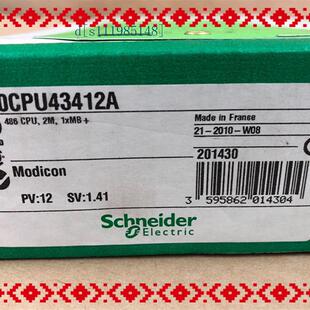 d[s[11985148]
0CPU43412A
486 CPU, 2M, 1xMB +
Made in France
21-2010-W08
Modicon
201430
PV:12 SV:1.41
3 595862 014304
Schneider
Electric